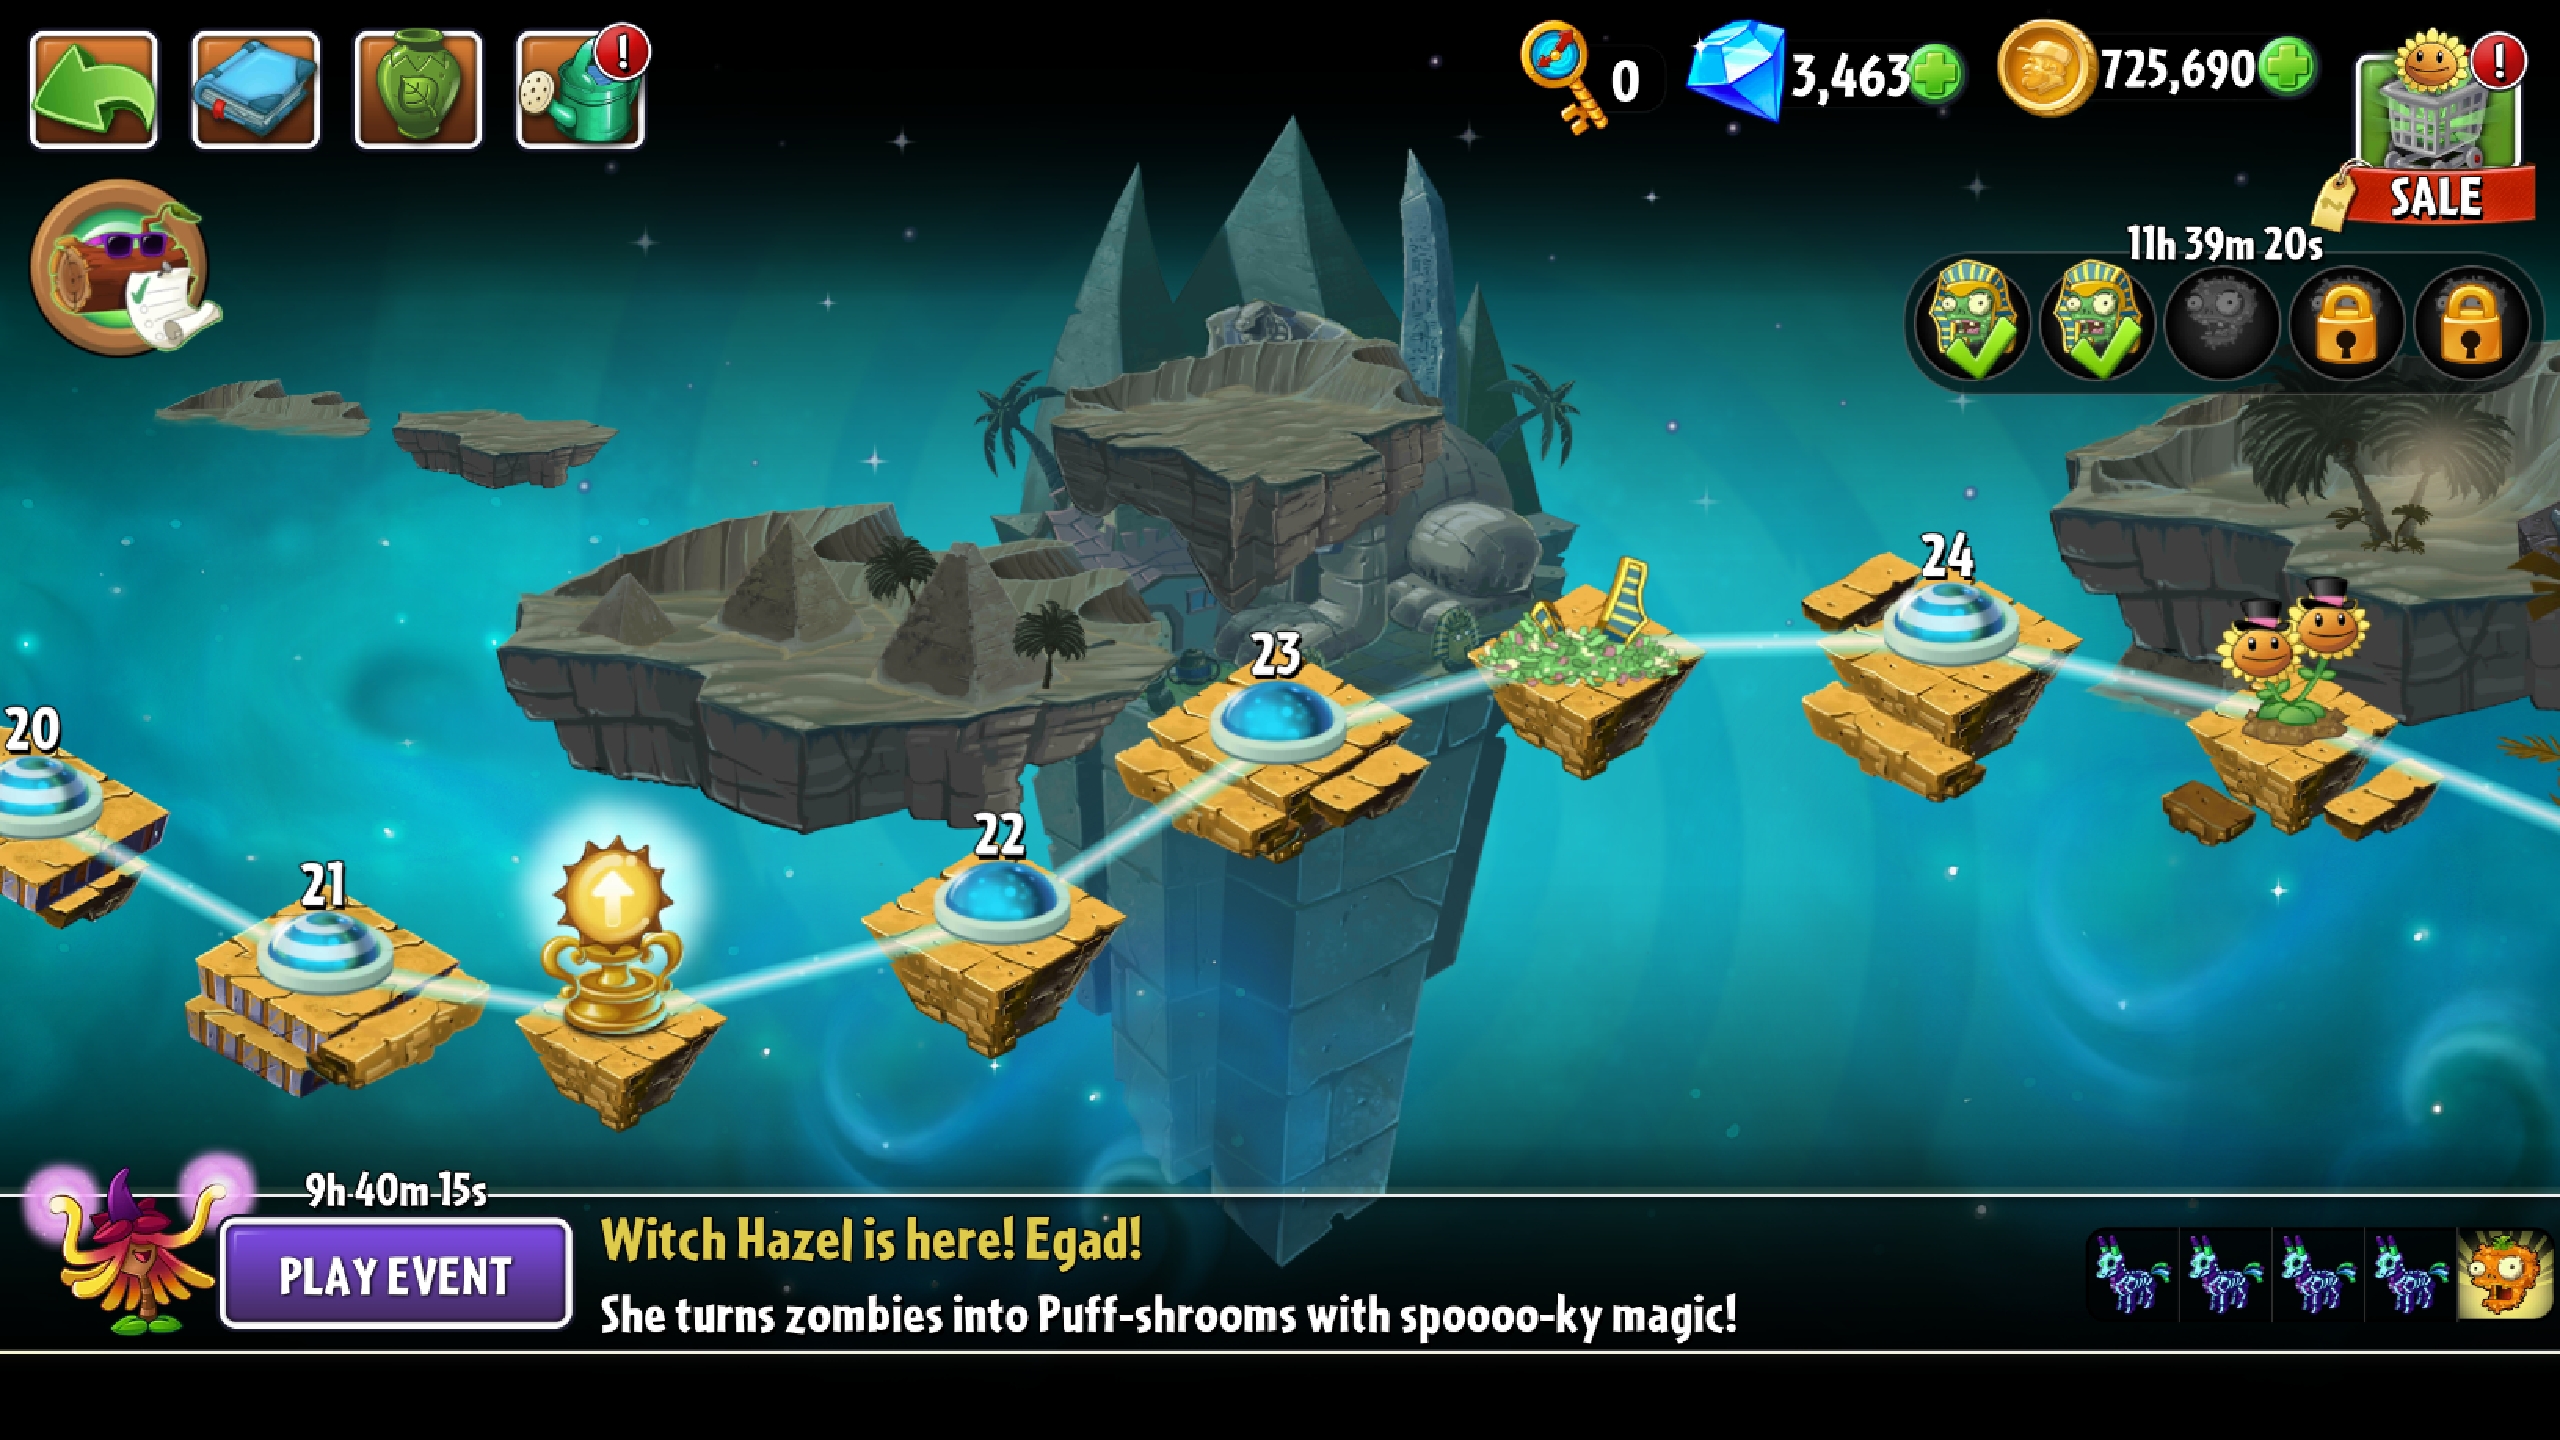 !
0
3,463
725,690
!
SALE
11h 39m 20s
24
23
20
22
21
9h 40m 15s
PLAY EVENT
Witch Hazel is here! Egad!
She turns zombies into Puff-shrooms with spoooo-ky magic!